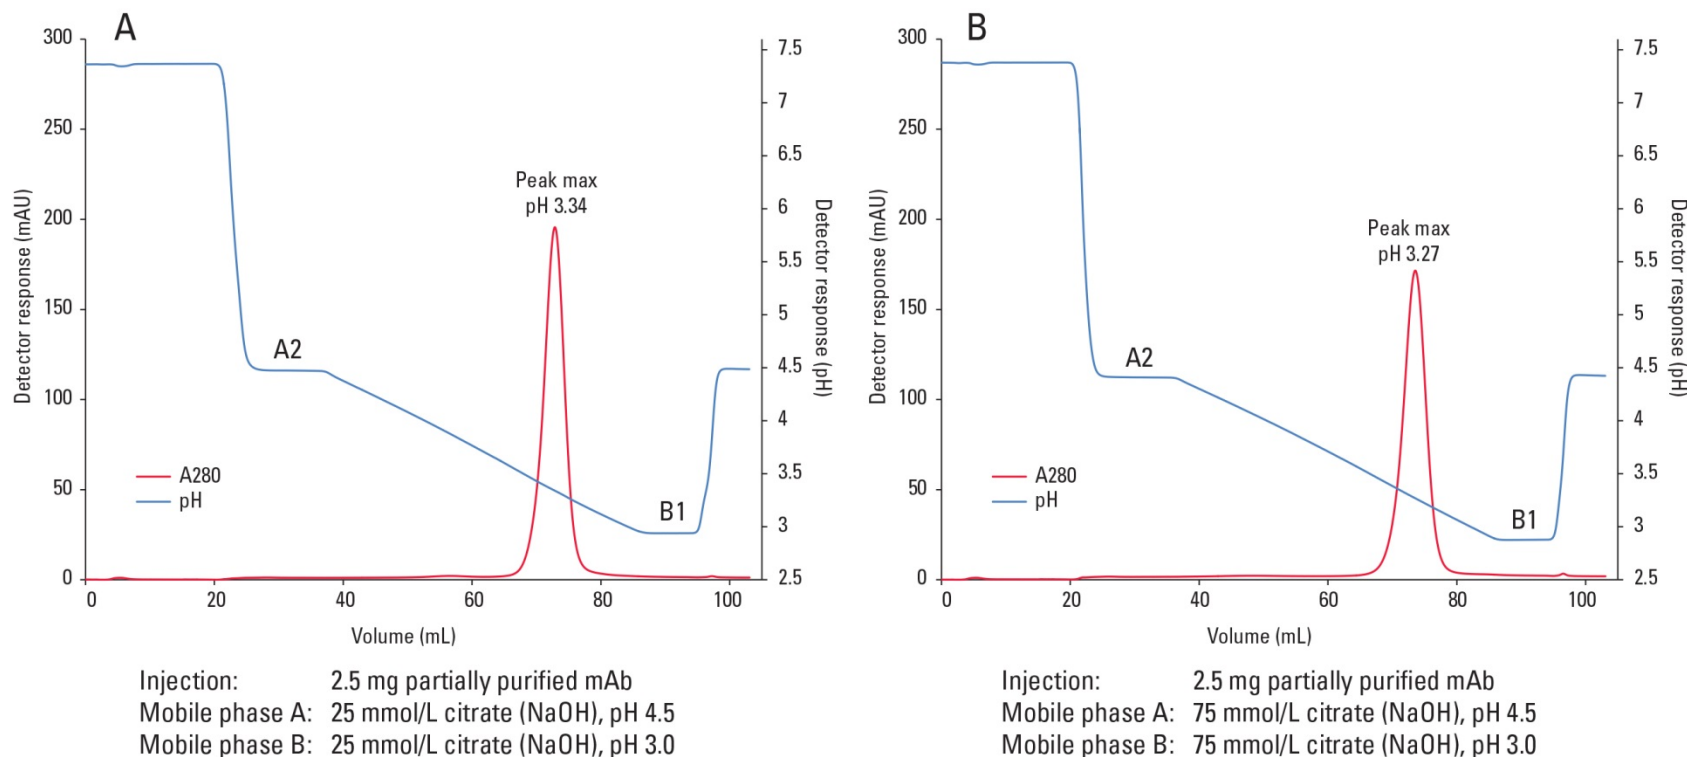 A
300
250
200
150
100
50
0
Detector response (mAU)
7.5
7
6.5
6
5.5
5
4.5
4
3.5
3
2.5
Detector response (pH)
Peak max
pH 3.34
A2
B1
A280
pH
0 20 40 60 80 100
Volume (mL)
Injection: 2.5 mg partially purified mAb
Mobile phase A: 25 mmol/L citrate (NaOH), pH 4.5
Mobile phase B: 25 mmol/L citrate (NaOH), pH 3.0
B
300
250
200
150
100
50
0
Detector response (mAU)
7.5
7
6.5
6
5.5
5
4.5
4
3.5
3
2.5
Detector response (pH)
Peak max
pH 3.27
A2
B1
A280
pH
0 20 40 60 80 100
Volume (mL)
Injection: 2.5 mg partially purified mAb
Mobile phase A: 75 mmol/L citrate (NaOH), pH 4.5
Mobile phase B: 75 mmol/L citrate (NaOH), pH 3.0